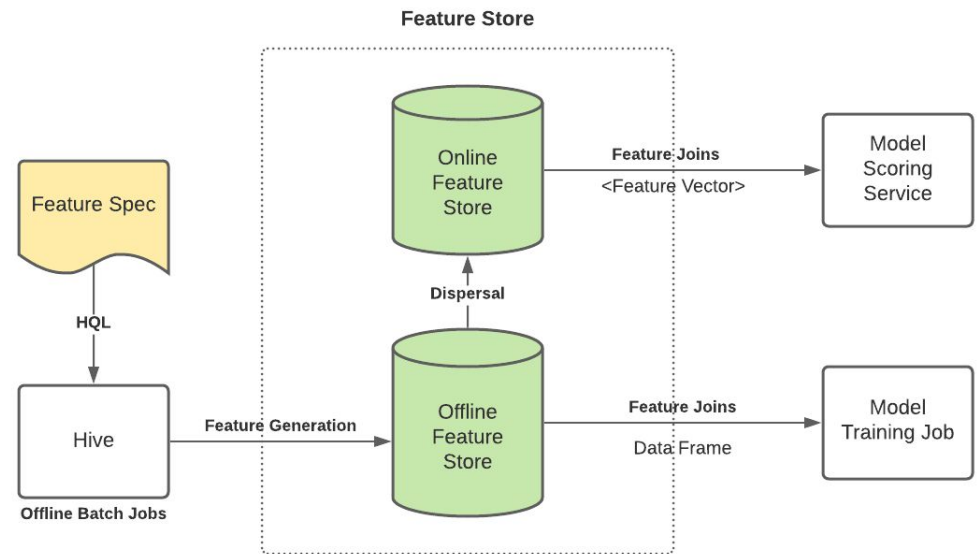 Feature Store
Online
Feature
Store
Feature Joins
<Feature Vector>
Model
Scoring
Service
Feature Spec
HQL
Dispersal
Hive
Offline Batch Jobs
Feature Generation
Offline
Feature
Store
Feature Joins
Data Frame
Model
Training Job